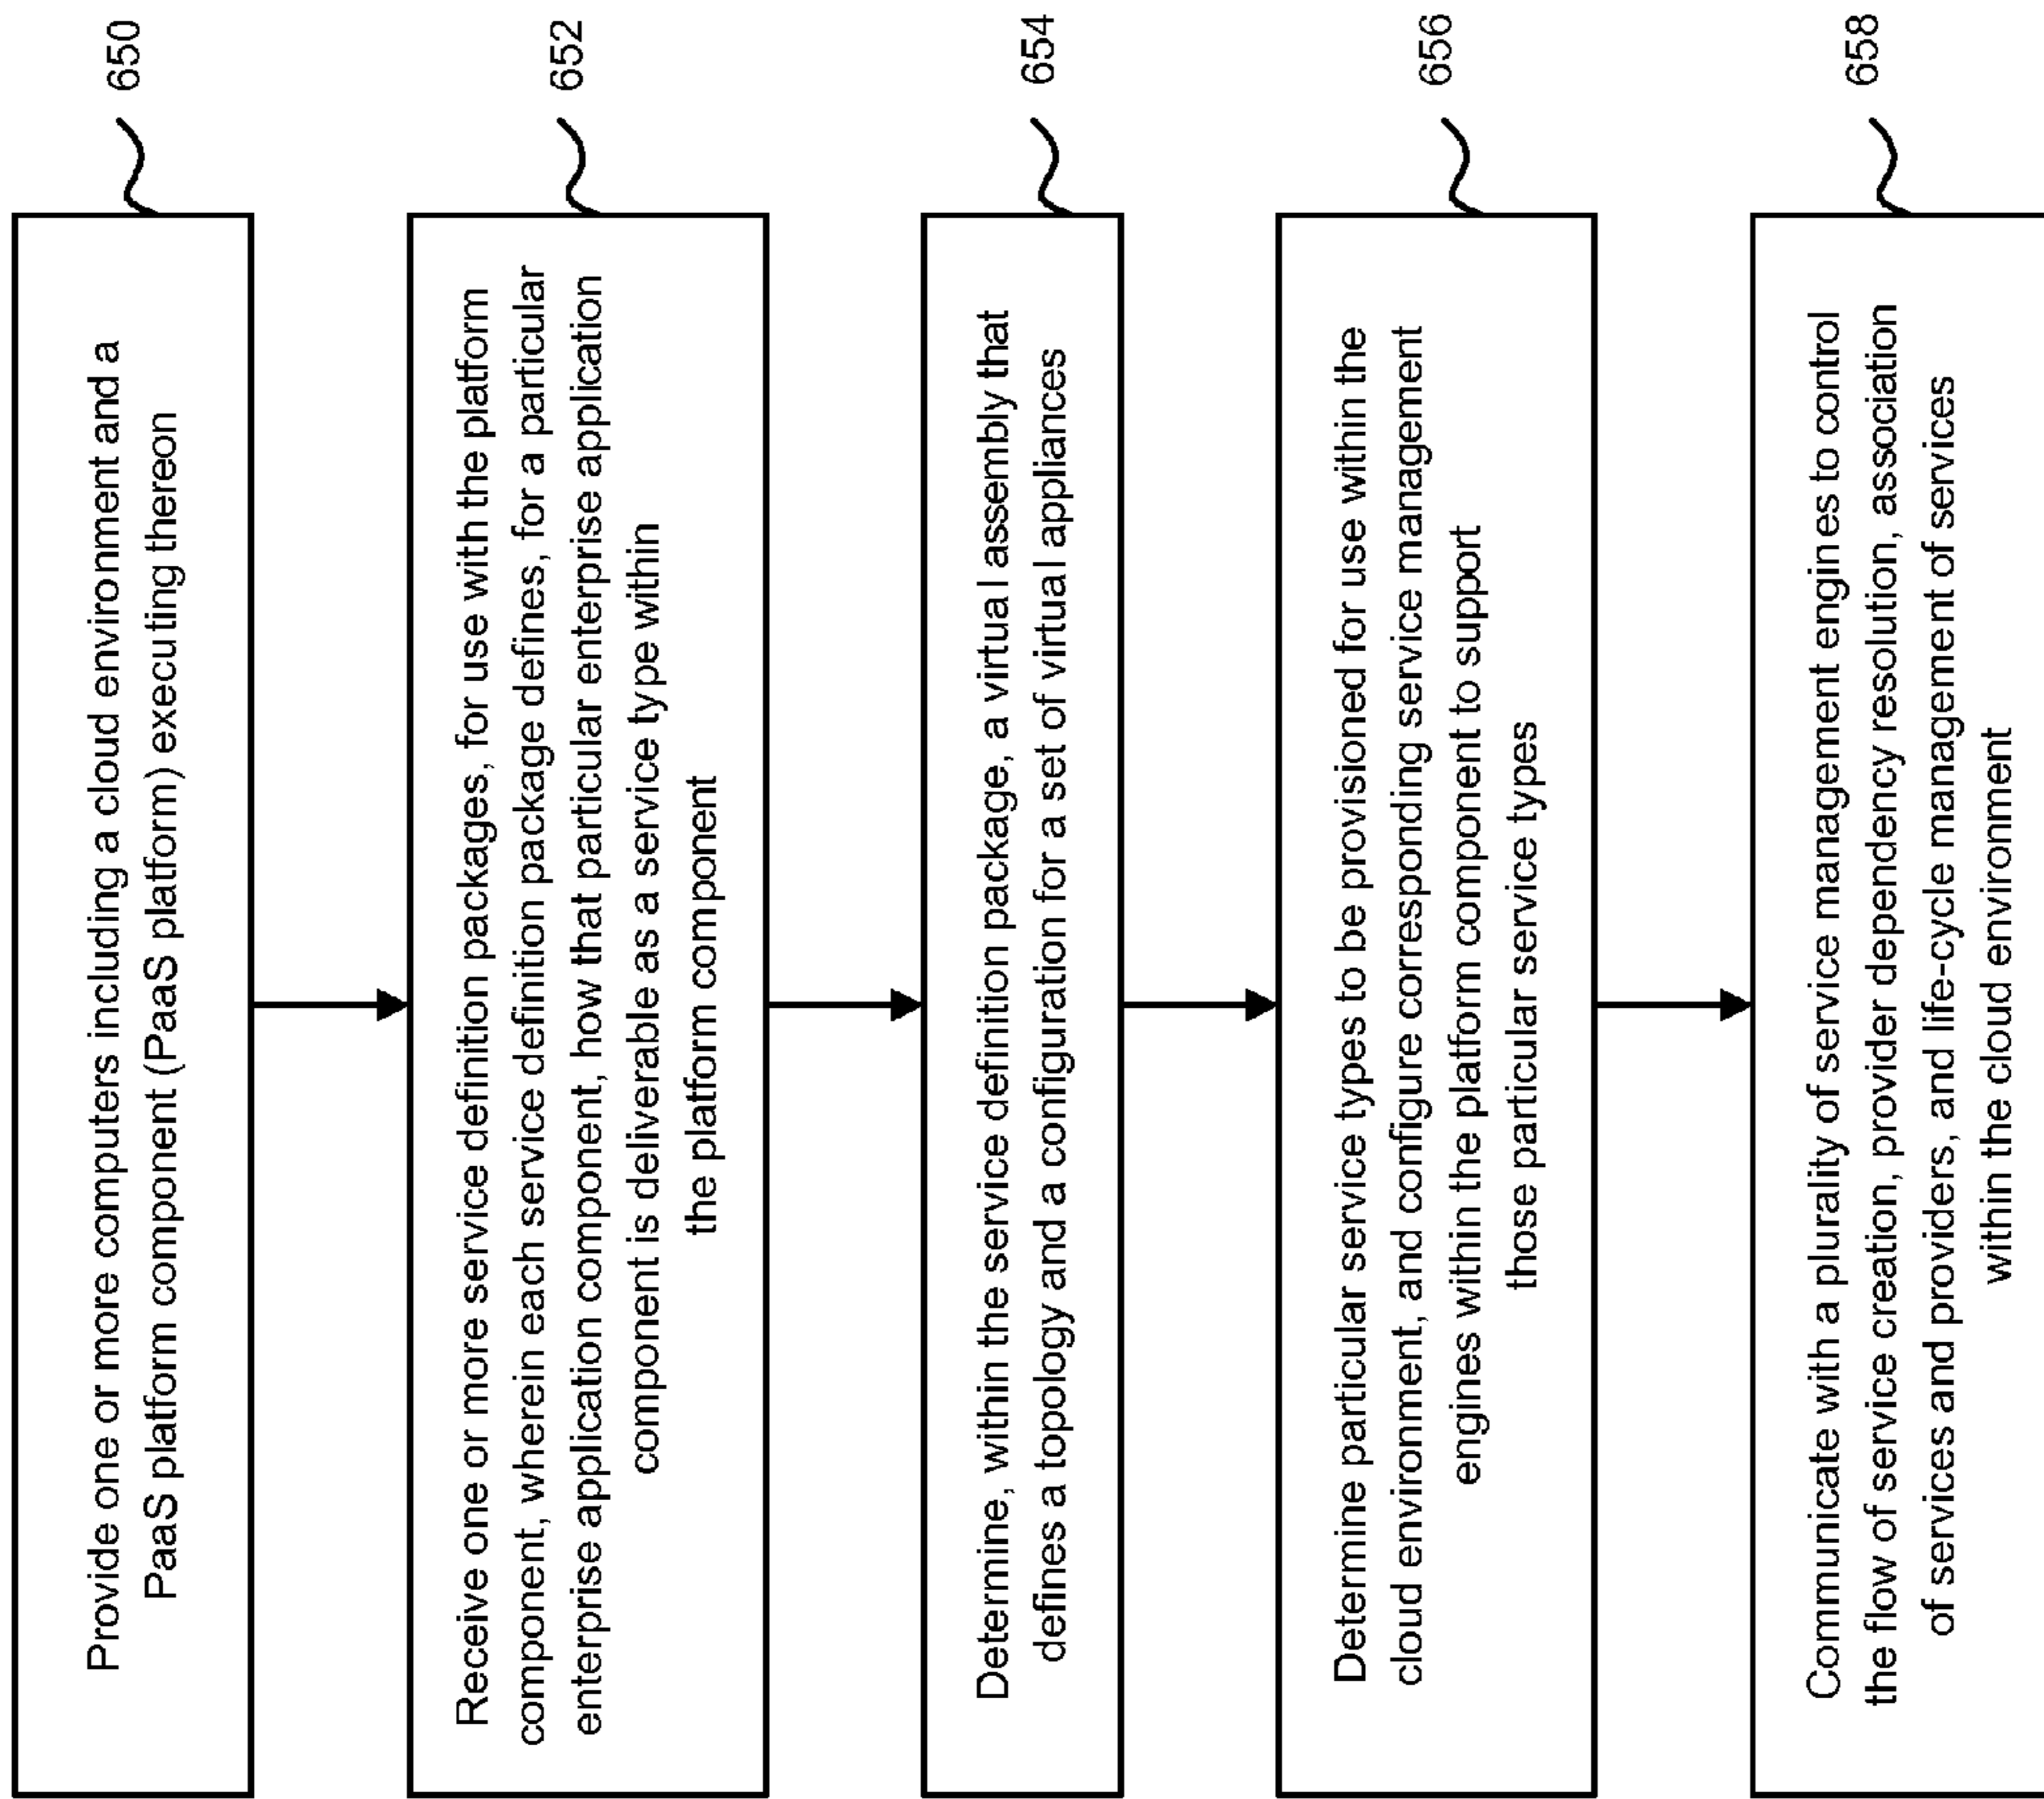 Provide one or more computers including a cloud environment and a
PaaS platform component (PaaS platform) executing thereon
650
Receive one or more service definition packages, for use with the platform
component, wherein each service definition package defines, for a particular
enterprise application component, how that particular enterprise application
component is deliverable as a service type within
the platform component
652
Determine, within the service definition package, a virtual assembly that
defines a topology and a configuration for a set of virtual appliances
654
Determine particular service types to be provisioned for use within the
cloud environment, and configure corresponding service management
engines within the platform component to support
those particular service types
656
Communicate with a plurality of service management engines to control
the flow of service creation, provider dependency resolution, association
of services and providers, and life-cycle management of services
within the cloud environment
658